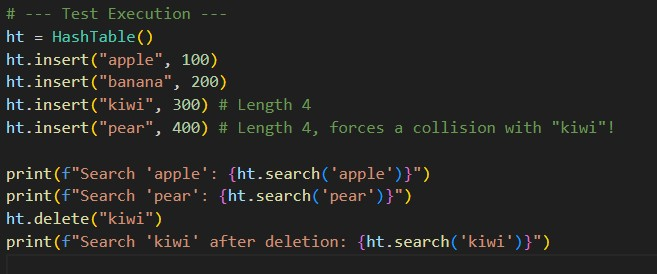 # --- Test Execution ---
ht = HashTable()
ht.insert("apple", 100)
ht.insert("banana", 200)
ht.insert("kiwi", 300) # Length 4
ht.insert("pear", 400) # Length 4, forces a collision with "kiwi"!

print(f"Search 'apple': {ht.search('apple')}")
print(f"Search 'pear': {ht.search('pear')}")
ht.delete("kiwi")
print(f"Search 'kiwi' after deletion: {ht.search('kiwi')}")